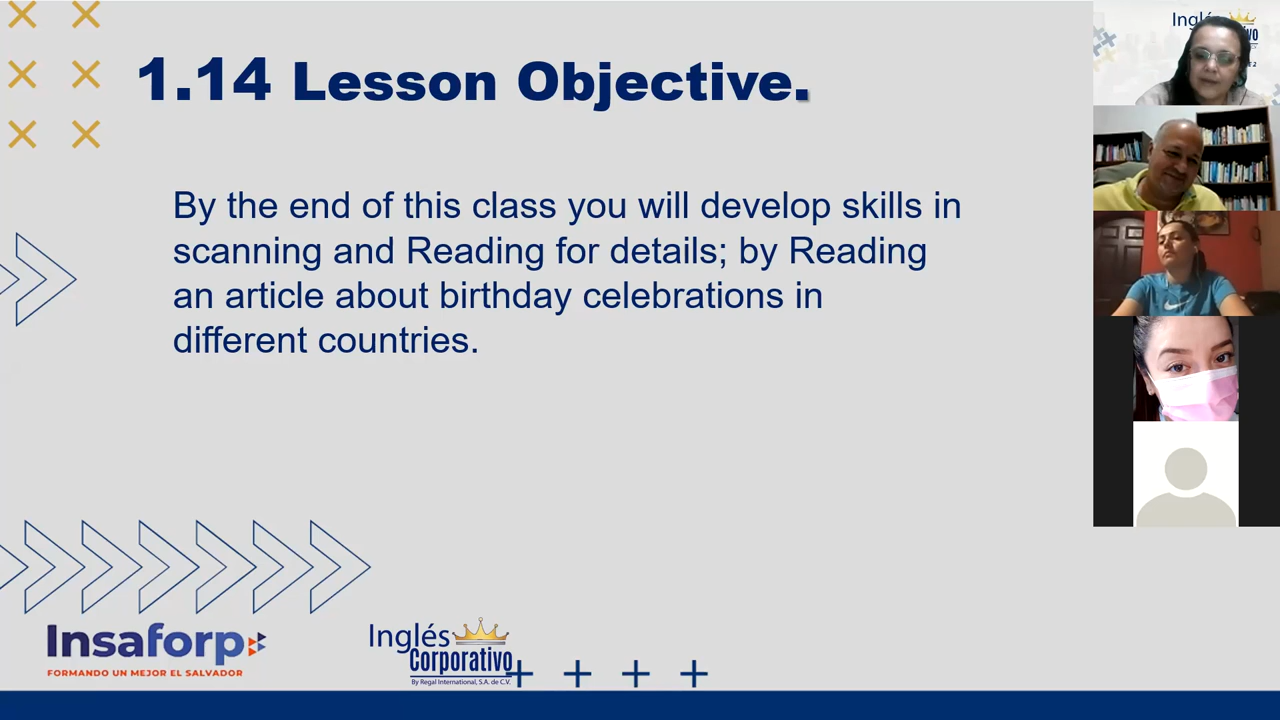 1.14 Lesson Objective.
By the end of this class you will develop skills in
scanning and Reading for details; by Reading
an article about birthday celebrations in
different countries.
Insaforp
FORMANDO UN MEJOR EL SALVADOR
Inglés
Corporativo
By Regal International, S.A. de C.V.